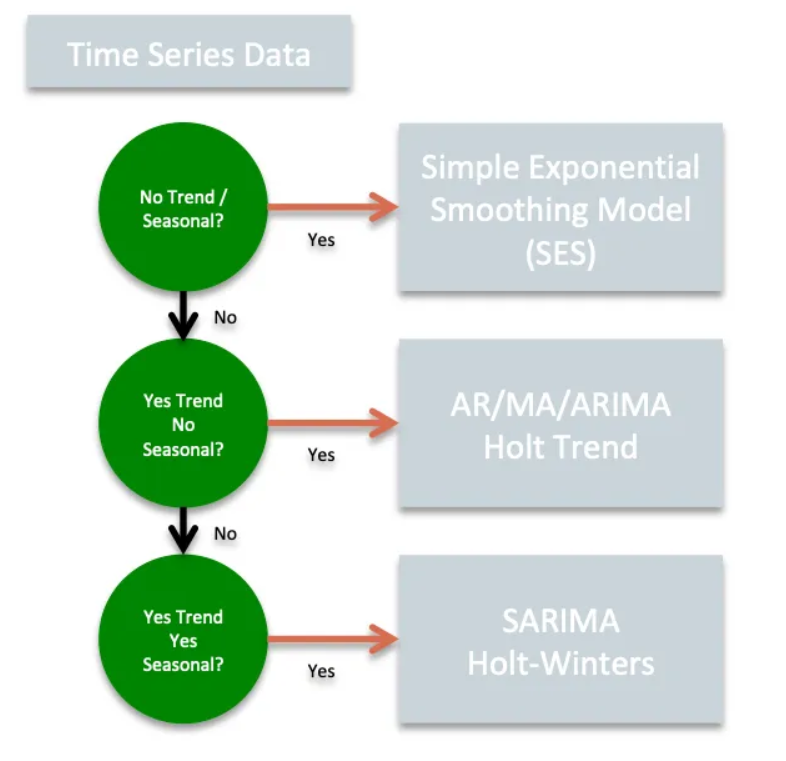 Time Series Data
No Trend /
Seasonal?
Yes
Simple Exponential
Smoothing Model
(SES)
No
Yes Trend
No
Seasonal?
Yes
AR/MA/ARIMA
Holt Trend
No
Yes Trend
Yes
Seasonal?
Yes
SARIMA
Holt-Winters